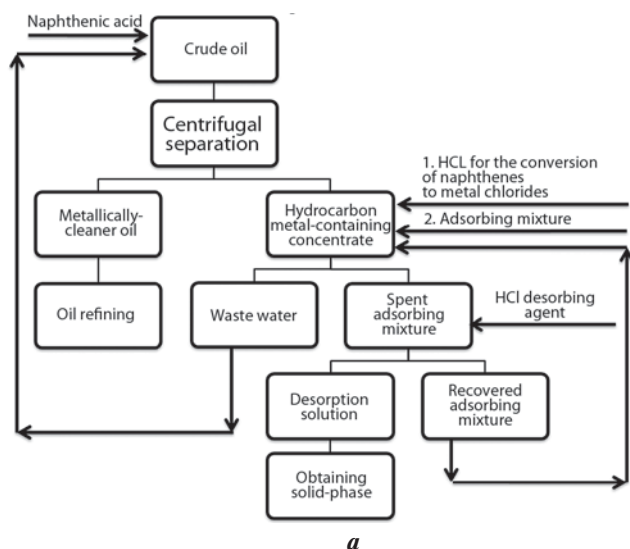 Naphthenic acid
Crude oil
Centrifugal
separation
1. HCL for the conversion
of naphthenes
to metal chlorides
2. Adsorbing mixture
Metallically-
cleaner oil
Hydrocarbon
metal-containing
concentrate
Oil refining
Waste water
Spent
adsorbing
mixture
HCl desorbing
agent
Desorption
solution
Recovered
adsorbing
mixture
Obtaining
solid-phase
a